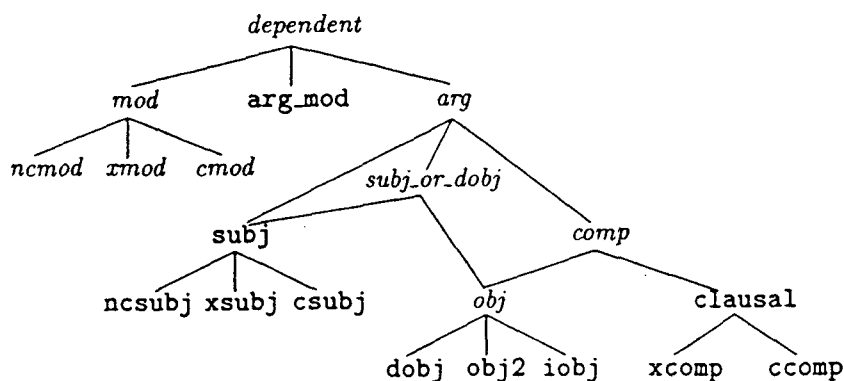 dependent
mod arg_mod arg
ncmod xmod cmod
subj_or_dobj
subj comp
ncsubj xsubj csubj obj clausal
dobj obj2 iobj xcomp ccomp